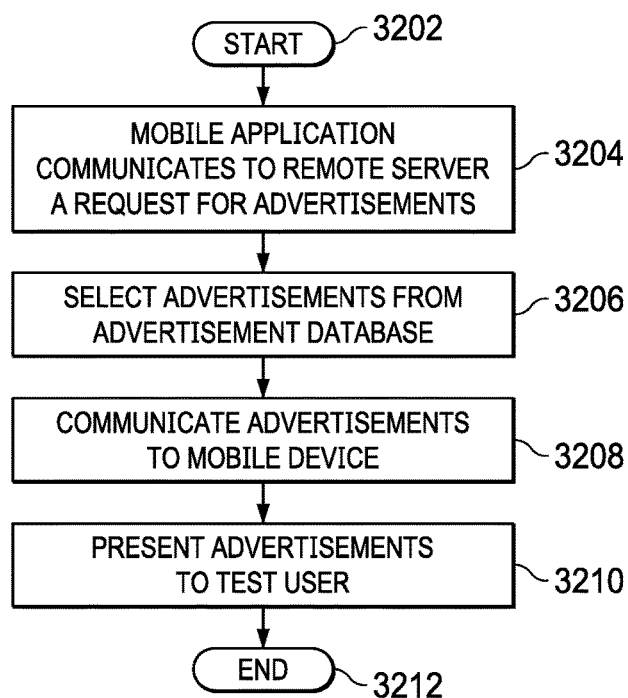 START
3202
MOBILE APPLICATION
COMMUNICATES TO REMOTE SERVER
A REQUEST FOR ADVERTISEMENTS
3204
SELECT ADVERTISEMENTS FROM
ADVERTISEMENT DATABASE
3206
COMMUNICATE ADVERTISEMENTS
TO MOBILE DEVICE
3208
PRESENT ADVERTISEMENTS
TO TEST USER
3210
END
3212